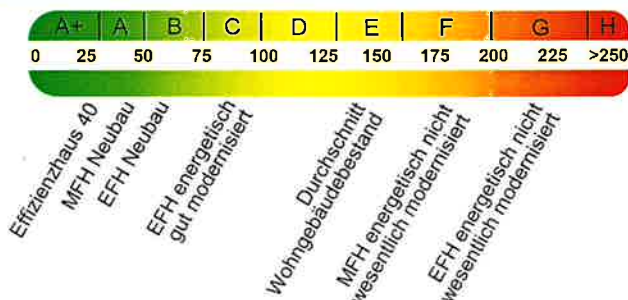 A+ A B C D E F G H
0 25 50 75 100 125 150 175 200 225 >250
Effizienzhaus 40
MFH Neubau
EFH Neubau
EFH energetisch
gut modernisiert
Durchschnitt
Wohngebäudebestand
MFH energetisch nicht
wesentlich modernisiert
EFH energetisch nicht
wesentlich modernisiert